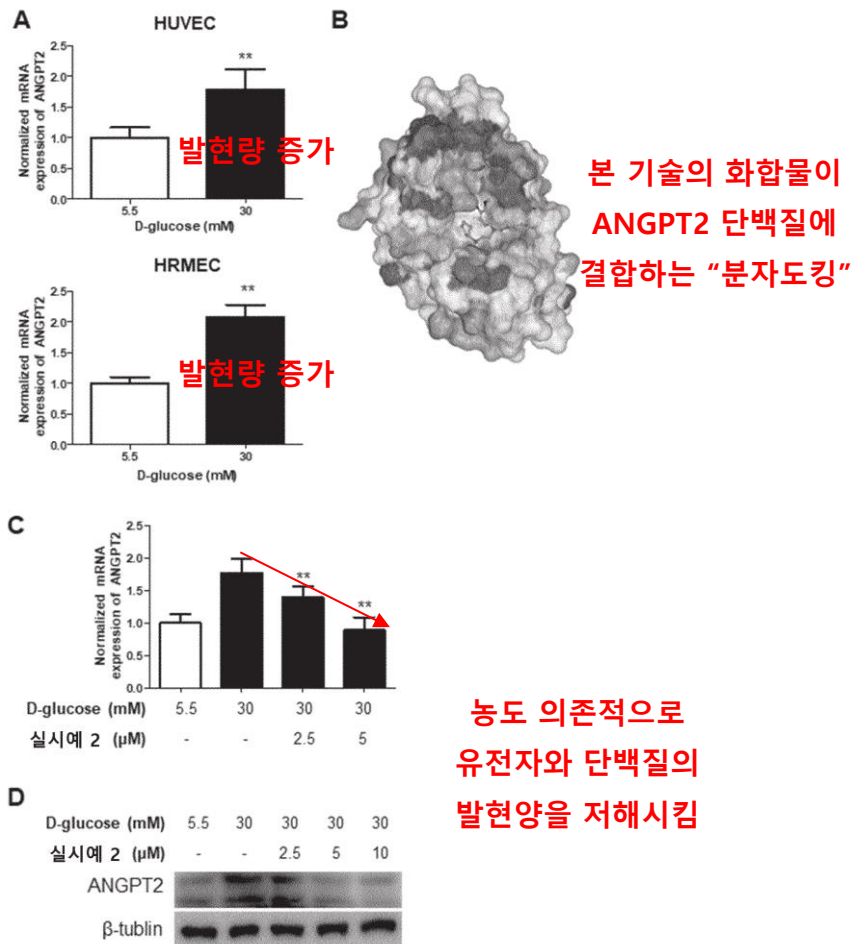 A
HUVEC
Normalized mRNA
expression of ANGPT2
2.5
2.0
1.5
1.0
0.5
0.0
**
발현량 증가
5.5
30
D-glucose (mM)
HRMEC
Normalized mRNA
expression of ANGPT2
2.5
2.0
1.5
1.0
0.5
0.0
**
발현량 증가
5.5
30
D-glucose (mM)
B
본 기술의 화합물이
ANGPT2 단백질에
결합하는 “분자도킹”
C
Normalized mRNA
expression of ANGPT2
2.5
2.0
1.5
1.0
0.5
0.0
**
**
D-glucose (mM) 5.5 30 30 30
실시예 2 (μM) - - 2.5 5
농도 의존적으로
유전자와 단백질의
발현양을 저해시킴
D
D-glucose (mM) 5.5 30 30 30 30
실시예 2 (μM) - - 2.5 5 10
ANGPT2
β-tublin